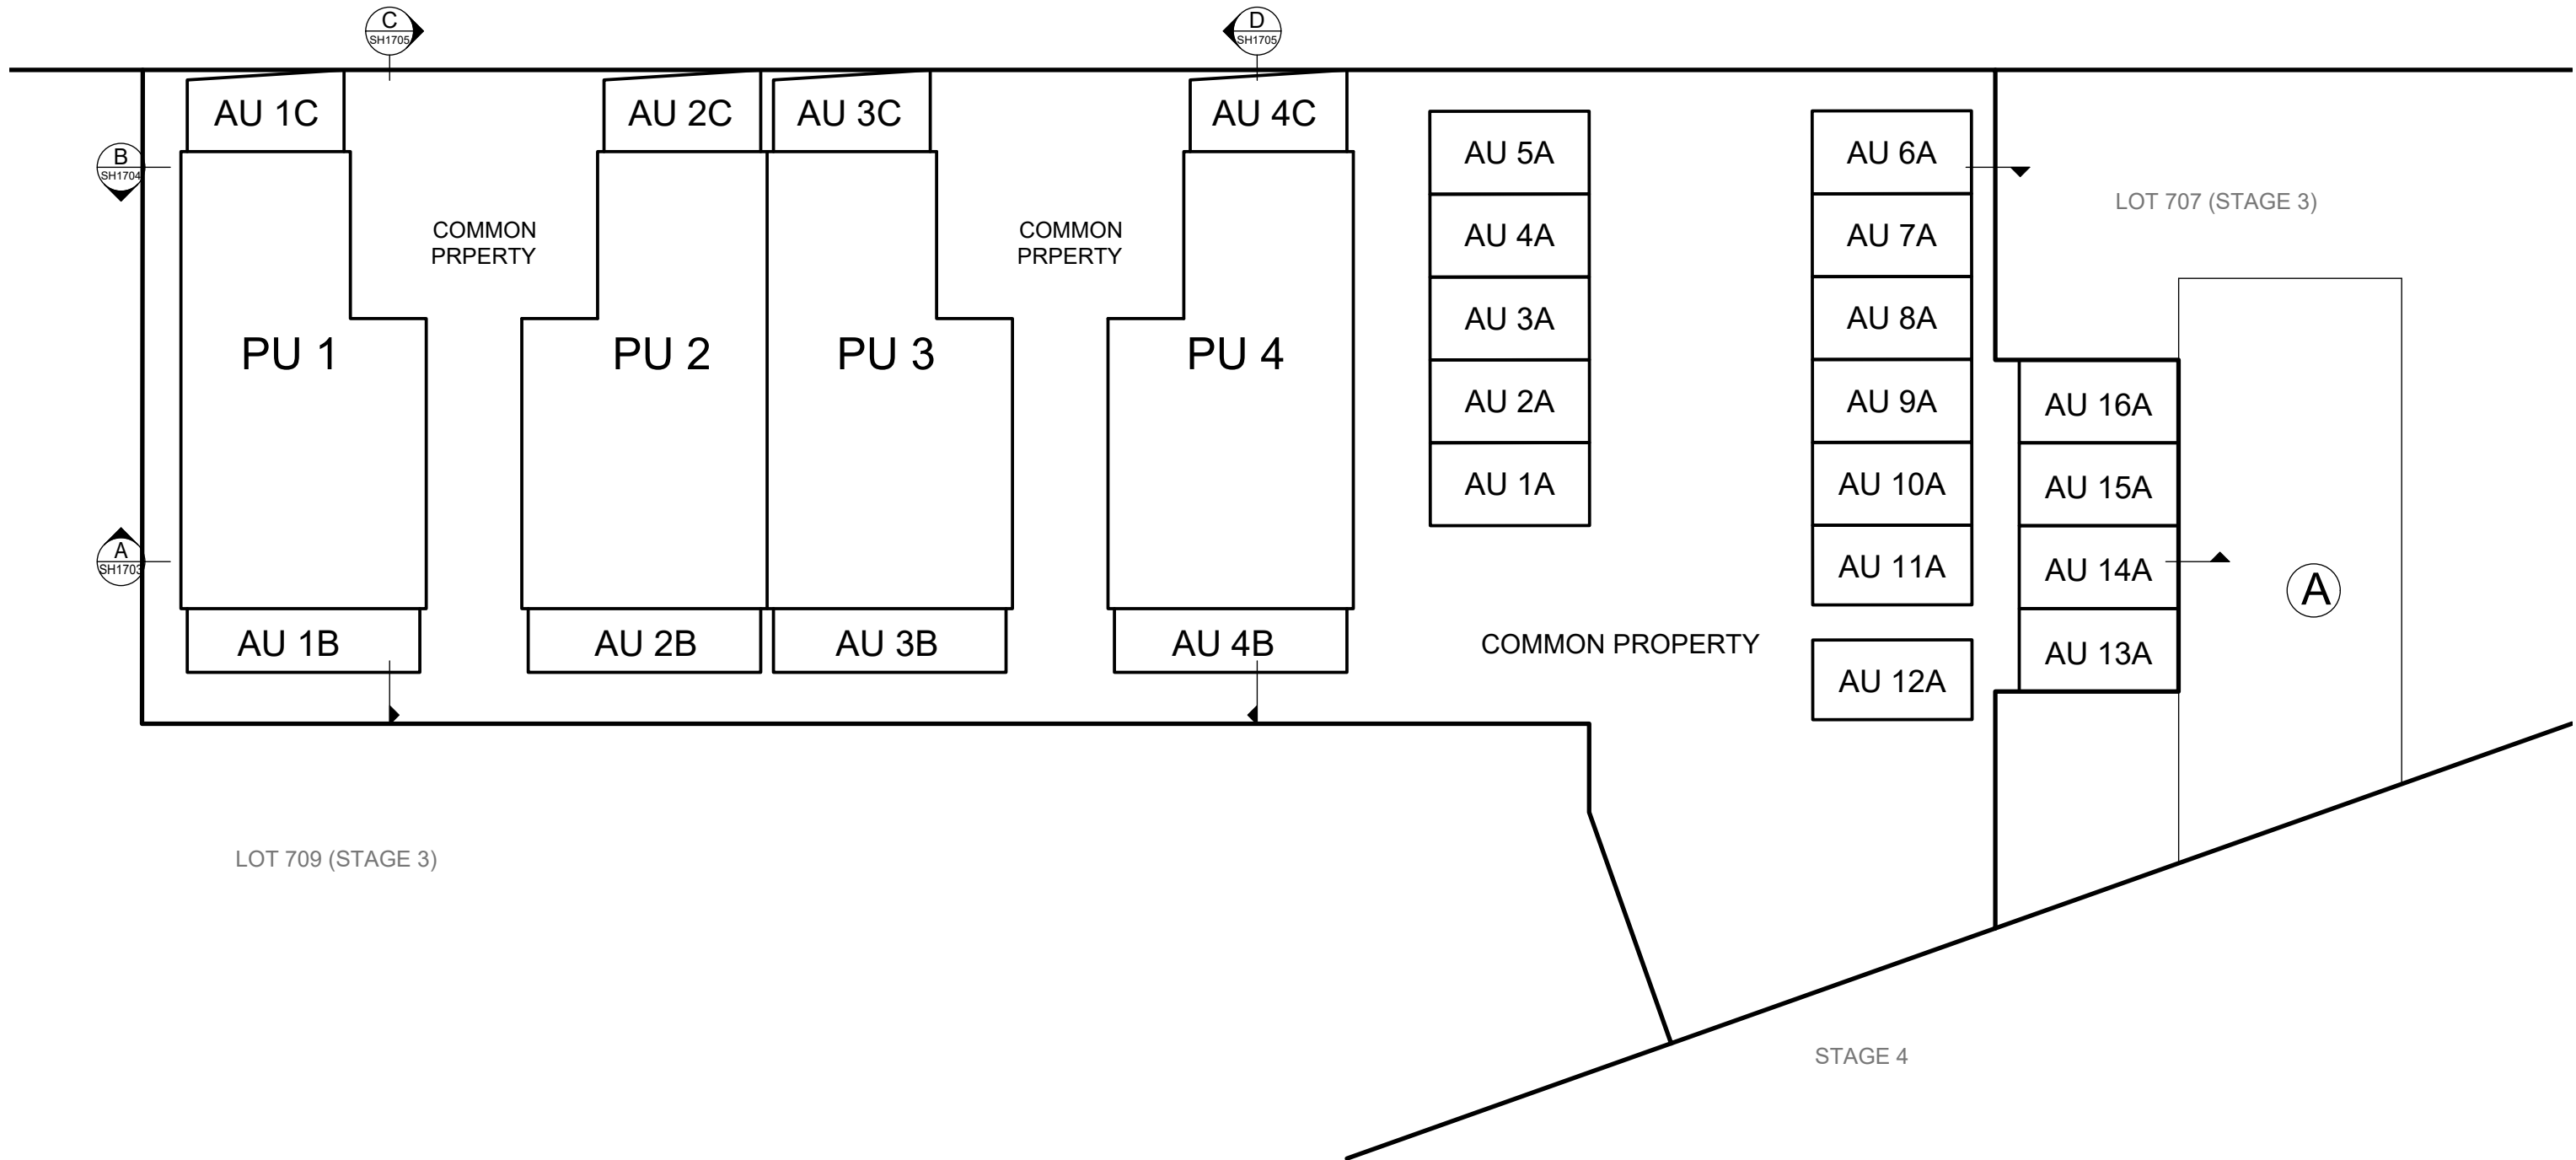 C
SH1705
D
SH1705
AU 1C
AU 2C
AU 3C
AU 4C
AU 5A
AU 6A
B
SH1704
LOT 707 (STAGE 3)
COMMON
PRPERTY
COMMON
PRPERTY
AU 4A
AU 7A
AU 3A
AU 8A
PU 1
PU 2
PU 3
PU 4
AU 2A
AU 9A
AU 16A
AU 1A
AU 10A
AU 15A
A
SH1703
AU 11A
AU 14A
A
AU 1B
AU 2B
AU 3B
AU 4B
COMMON PROPERTY
AU 12A
AU 13A
LOT 709 (STAGE 3)
STAGE 4